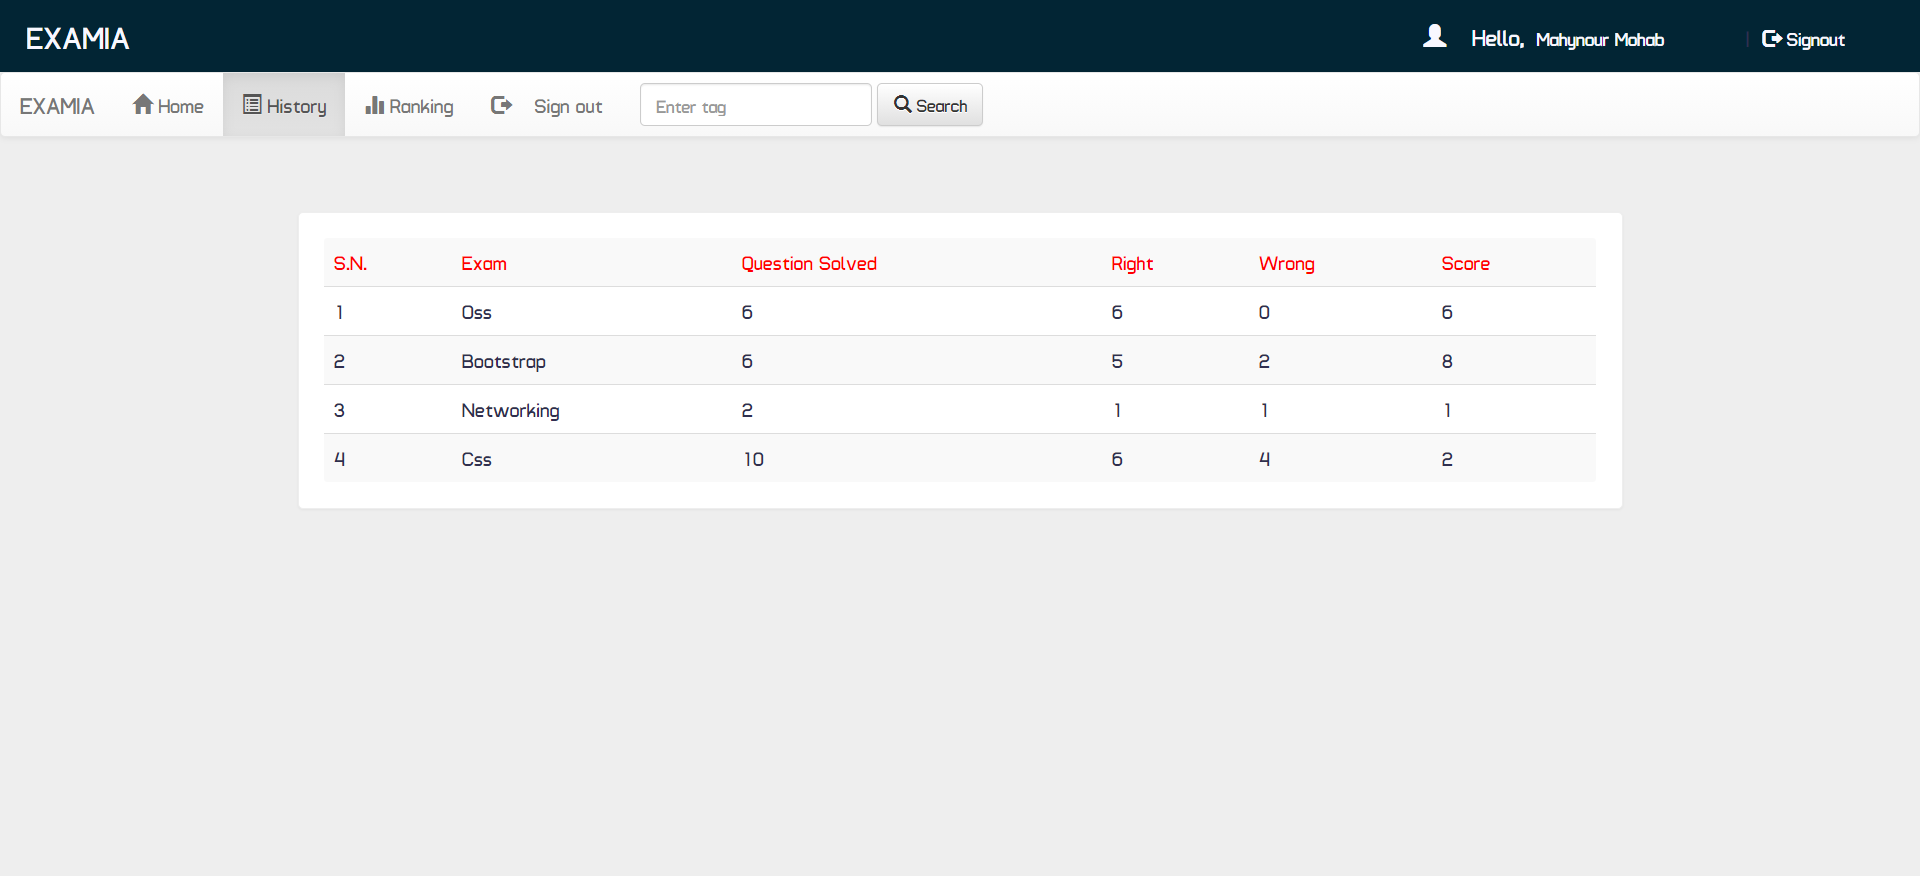 EXAMIA Hello, Mahynour Mohab | Signout
EXAMIA Home History Ranking Sign out Enter tag Search
S.N. Exam Question Solved Right Wrong Score
1 Oss 6 6 0 6
2 Bootstrap 6 5 2 8
3 Networking 2 1 1 1
4 Css 10 6 4 2